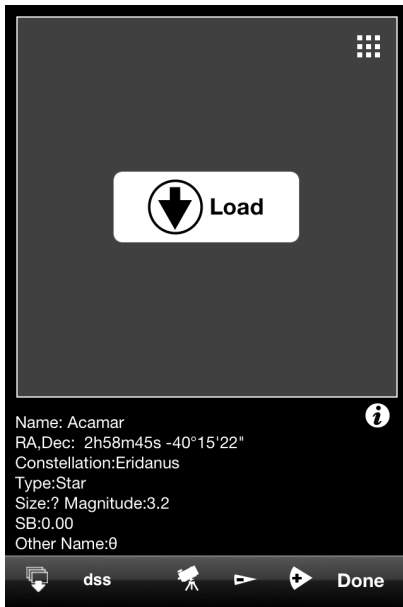 Load
Name: Acamar
RA,Dec:  2h58m45s -40°15'22"
Constellation:Eridanus
Type:Star
Size:? Magnitude:3.2
SB:0.00
Other Name:θ
dss
Done